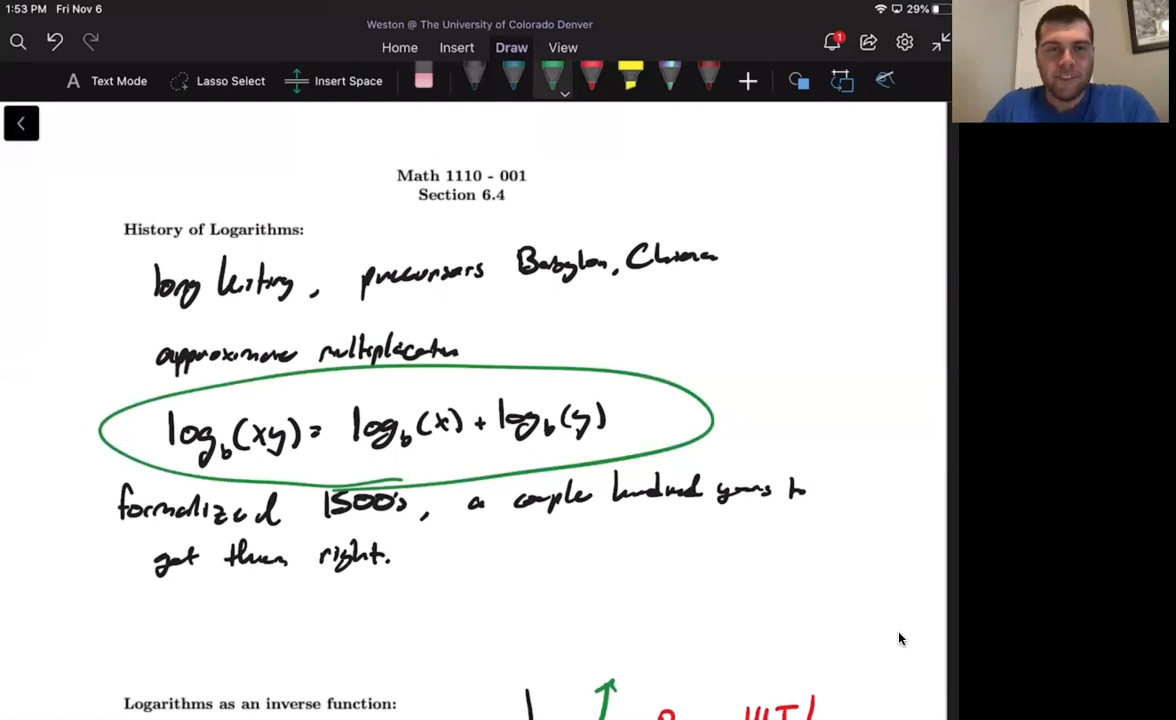 1:53 PM Fri Nov 6
29%
Weston @ The University of Colorado Denver
Home Insert Draw View
1
A Text Mode Lasso Select Insert Space
Math 1110 - 001
Section 6.4
History of Logarithms:
long history, precursors Babylon, China
approximate multiplication
log_b(xy) = log_b(x) + log_b(y)
formalized 1500's, a couple hundred years to
get them right.
Logarithms as an inverse function: